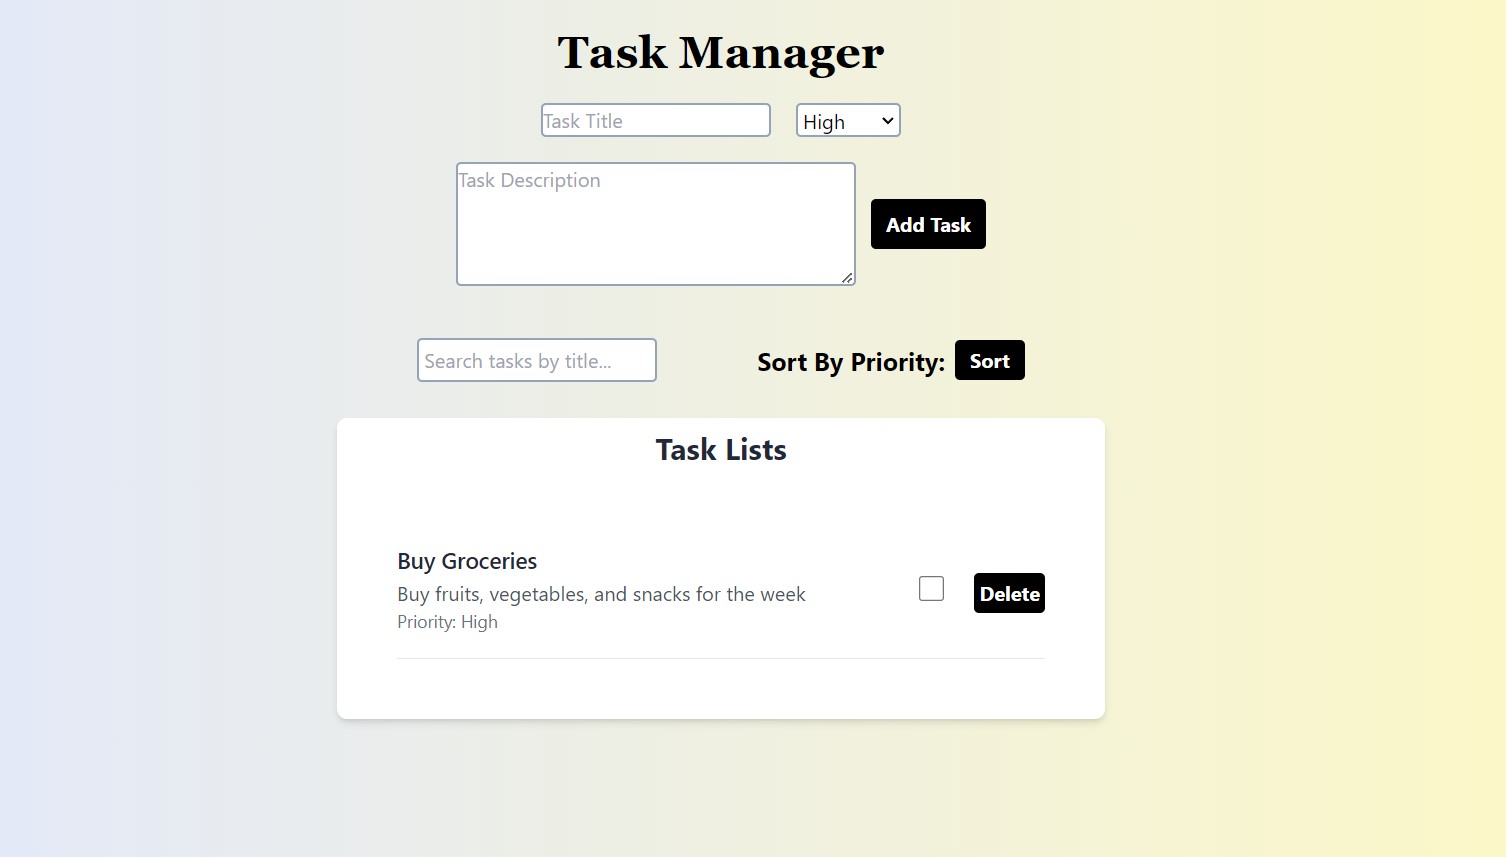 Task Manager
Task Title
High
Task Description
Add Task
Search tasks by title...
Sort By Priority: Sort
Task Lists
Buy Groceries
Buy fruits, vegetables, and snacks for the week
Priority: High
Delete